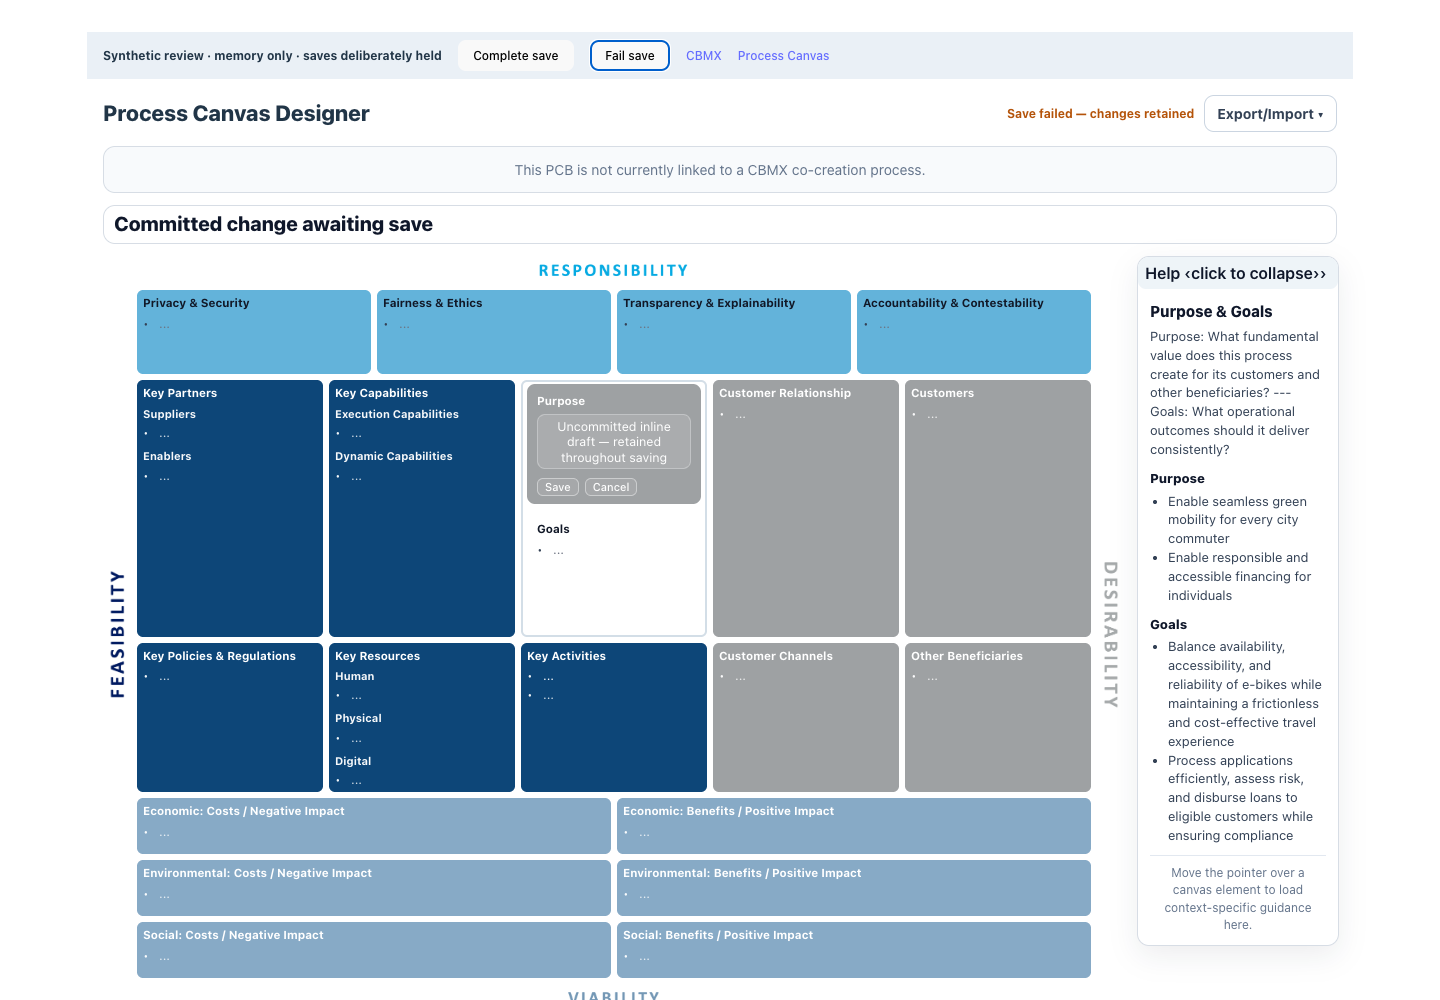 Synthetic review · memory only · saves deliberately held
Complete save
Fail save
CBMX
Process Canvas
Process Canvas Designer
Save failed — changes retained
Export/Import ▾
This PCB is not currently linked to a CBMX co-creation process.
Committed change awaiting save
RESPONSIBILITY
Privacy & Security
• ...
Fairness & Ethics
• ...
Transparency & Explainability
• ...
Accountability & Contestability
• ...
FEASIBILITY
Key Partners
Suppliers
• ...
Enablers
• ...
Key Capabilities
Execution Capabilities
• ...
Dynamic Capabilities
• ...
Purpose
Uncommitted inline
draft — retained
throughout saving
Save
Cancel
Goals
• ...
Customer Relationship
• ...
Customers
• ...
DESIRABILITY
Key Policies & Regulations
• ...
Key Resources
Human
• ...
Physical
• ...
Digital
• ...
Key Activities
• ...
• ...
Customer Channels
• ...
Other Beneficiaries
• ...
Economic: Costs / Negative Impact
• ...
Economic: Benefits / Positive Impact
• ...
Environmental: Costs / Negative Impact
• ...
Environmental: Benefits / Positive Impact
• ...
Social: Costs / Negative Impact
• ...
Social: Benefits / Positive Impact
• ...
VIABILITY
Help ‹click to collapse››
Purpose & Goals
Purpose: What fundamental
value does this process
create for its customers and
other beneficiaries? ---
Goals: What operational
outcomes should it deliver
consistently?
Purpose
• Enable seamless green
mobility for every city
commuter
• Enable responsible and
accessible financing for
individuals
Goals
• Balance availability,
accessibility, and
reliability of e-bikes while
maintaining a frictionless
and cost-effective travel
experience
• Process applications
efficiently, assess risk,
and disburse loans to
eligible customers while
ensuring compliance
Move the pointer over a
canvas element to load
context-specific guidance
here.